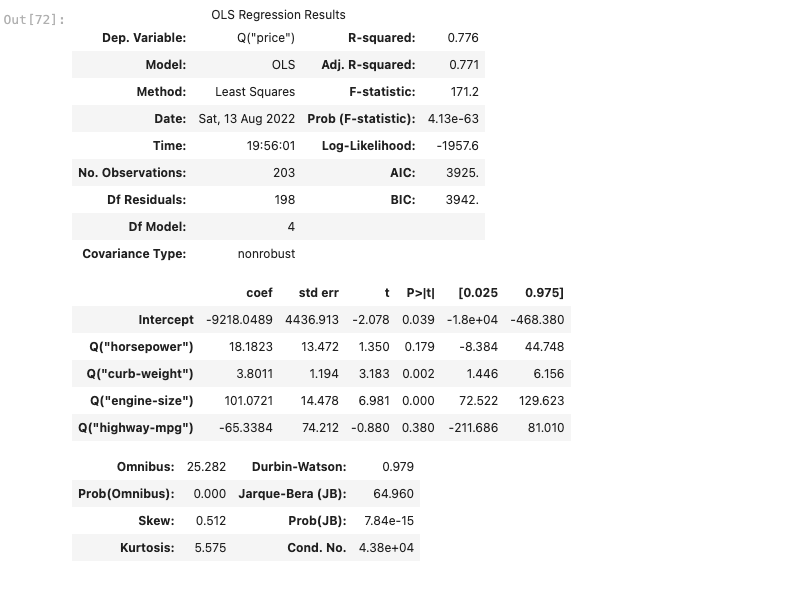 Out[72]:
OLS Regression Results
Dep. Variable: Q("price") R-squared: 0.776
Model: OLS Adj. R-squared: 0.771
Method: Least Squares F-statistic: 171.2
Date: Sat, 13 Aug 2022 Prob (F-statistic): 4.13e-63
Time: 19:56:01 Log-Likelihood: -1957.6
No. Observations: 203 AIC: 3925.
Df Residuals: 198 BIC: 3942.
Df Model: 4
Covariance Type: nonrobust
coef std err t P>|t| [0.025 0.975]
Intercept -9218.0489 4436.913 -2.078 0.039 -1.8e+04 -468.380
Q("horsepower") 18.1823 13.472 1.350 0.179 -8.384 44.748
Q("curb-weight") 3.8011 1.194 3.183 0.002 1.446 6.156
Q("engine-size") 101.0721 14.478 6.981 0.000 72.522 129.623
Q("highway-mpg") -65.3384 74.212 -0.880 0.380 -211.686 81.010
Omnibus: 25.282 Durbin-Watson: 0.979
Prob(Omnibus): 0.000 Jarque-Bera (JB): 64.960
Skew: 0.512 Prob(JB): 7.84e-15
Kurtosis: 5.575 Cond. No. 4.38e+04